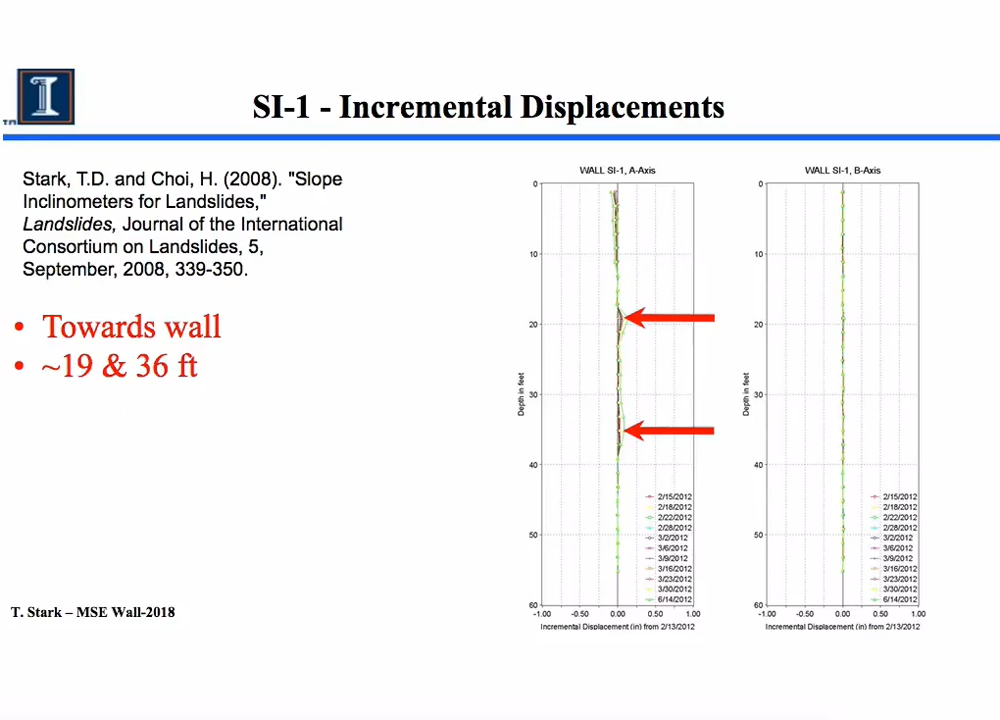 I
TM
SI-1 - Incremental Displacements
Stark, T.D. and Choi, H. (2008). "Slope
Inclinometers for Landslides,"
Landslides, Journal of the International
Consortium on Landslides, 5,
September, 2008, 339-350.
• Towards wall
• ~19 & 36 ft
T. Stark – MSE Wall-2018
WALL SI-1, A-Axis
0
10
20
30
40
50
60
Depth in feet
2/15/2012
2/18/2012
2/22/2012
2/28/2012
3/2/2012
3/6/2012
3/9/2012
3/16/2012
3/23/2012
3/30/2012
6/14/2012
-1.00 -0.50 0.00 0.50 1.00
Incremental Displacement (in) from 2/13/2012
WALL SI-1, B-Axis
0
10
20
30
40
50
60
Depth in feet
2/15/2012
2/18/2012
2/22/2012
2/28/2012
3/2/2012
3/6/2012
3/9/2012
3/16/2012
3/23/2012
3/30/2012
6/14/2012
-1.00 -0.50 0.00 0.50 1.00
Incremental Displacement (in) from 2/13/2012